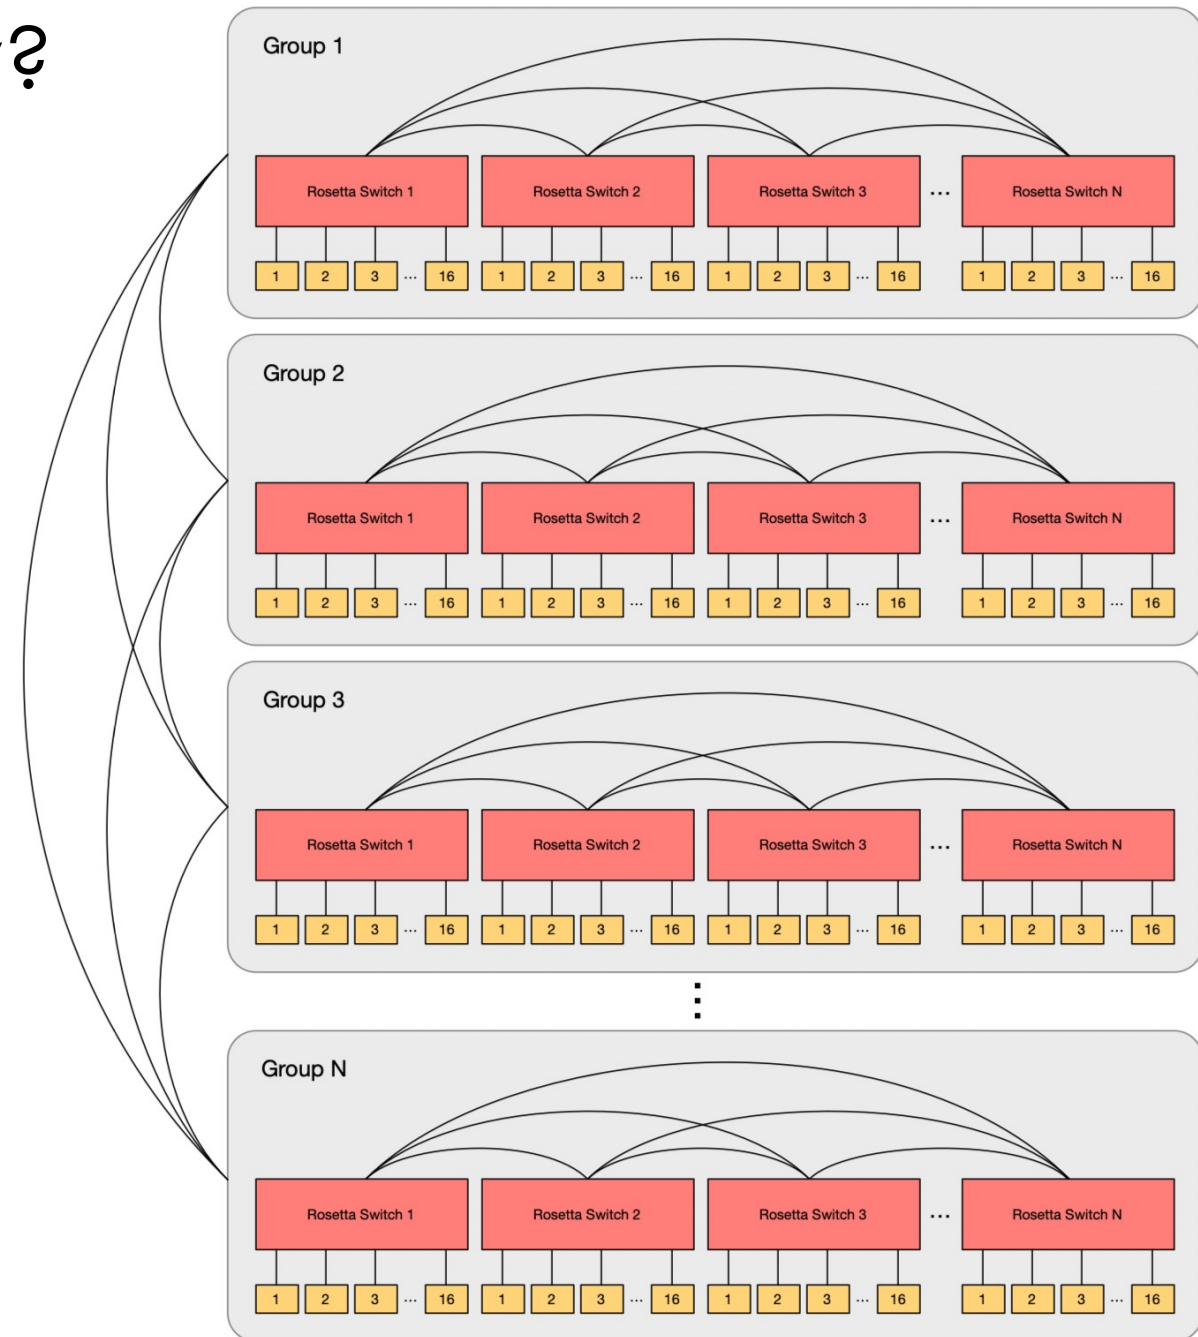 ?
Group 1
Rosetta Switch 1 Rosetta Switch 2 Rosetta Switch 3 ... Rosetta Switch N
1 2 3 ... 16 1 2 3 ... 16 1 2 3 ... 16 1 2 3 ... 16
Group 2
Rosetta Switch 1 Rosetta Switch 2 Rosetta Switch 3 ... Rosetta Switch N
1 2 3 ... 16 1 2 3 ... 16 1 2 3 ... 16 1 2 3 ... 16
Group 3
Rosetta Switch 1 Rosetta Switch 2 Rosetta Switch 3 ... Rosetta Switch N
1 2 3 ... 16 1 2 3 ... 16 1 2 3 ... 16 1 2 3 ... 16
⋮
Group N
Rosetta Switch 1 Rosetta Switch 2 Rosetta Switch 3 ... Rosetta Switch N
1 2 3 ... 16 1 2 3 ... 16 1 2 3 ... 16 1 2 3 ... 16